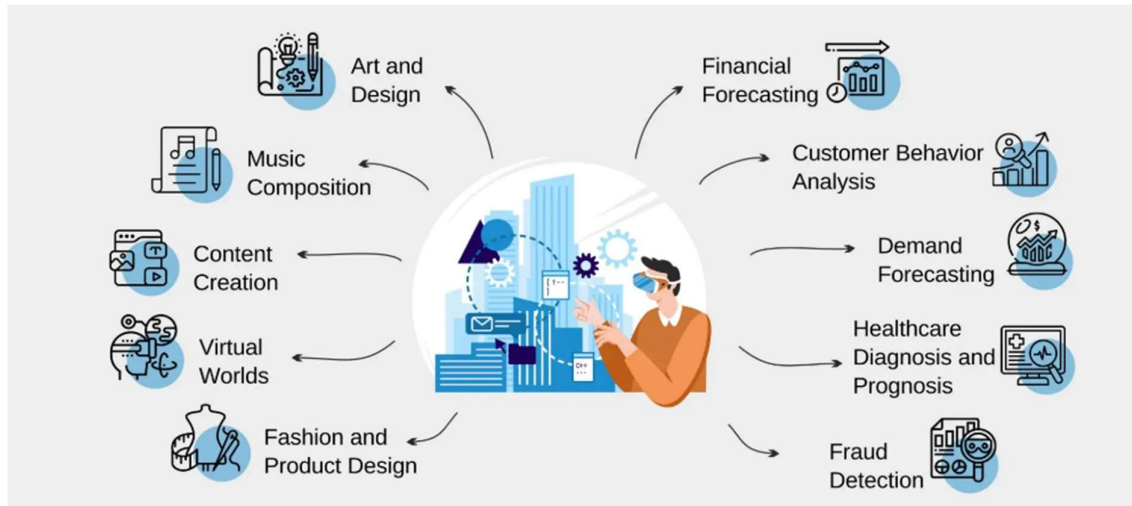 Art and
Design
Music
Composition
Content
Creation
Virtual
Worlds
Fashion and
Product Design
Financial
Forecasting
Customer Behavior
Analysis
Demand
Forecasting
Healthcare
Diagnosis and
Prognosis
Fraud
Detection
C++
T
$